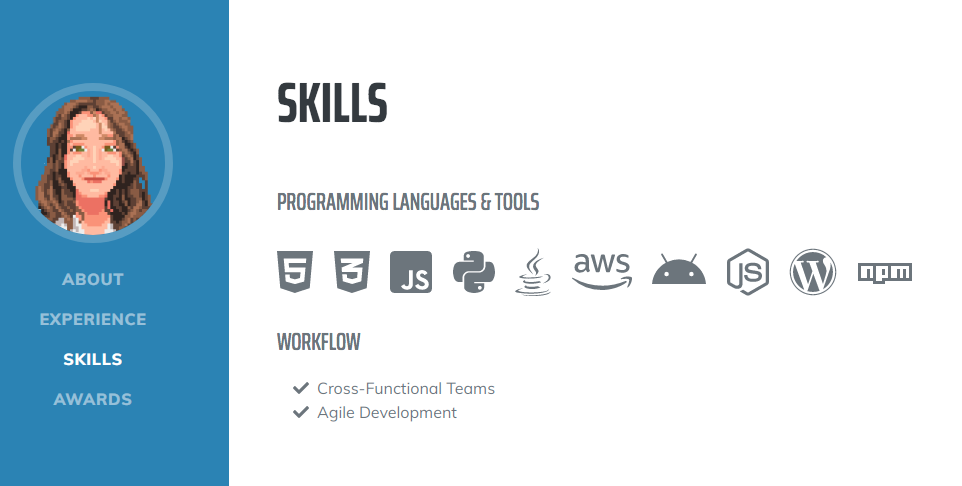 ABOUT
EXPERIENCE
SKILLS
AWARDS
SKILLS
PROGRAMMING LANGUAGES & TOOLS
5 3 JS aws JS W npm
WORKFLOW
Cross-Functional Teams
Agile Development